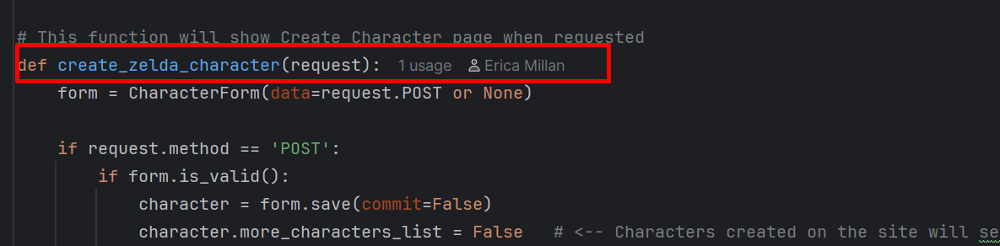 # This function will show Create Character page when requested
def create_zelda_character(request): 1 usage Erica Millan
form = CharacterForm(data=request.POST or None)
if request.method == 'POST':
if form.is_valid():
character = form.save(commit=False)
character.more_characters_list = False # <-- Characters created on the site will se